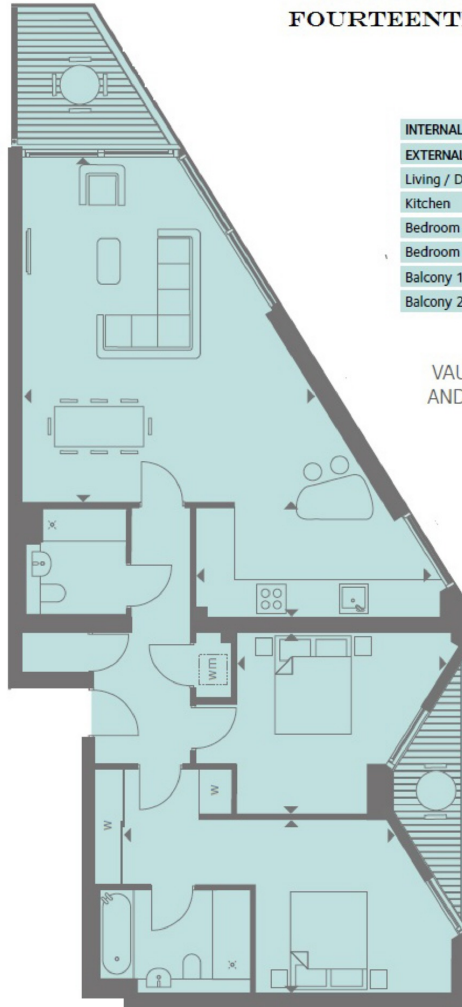 FOURTEENT
INTERNAL
EXTERNAL
Living / D
Kitchen
Bedroom
Bedroom
Balcony 1
Balcony 2
VAU
AND
wm
w
w